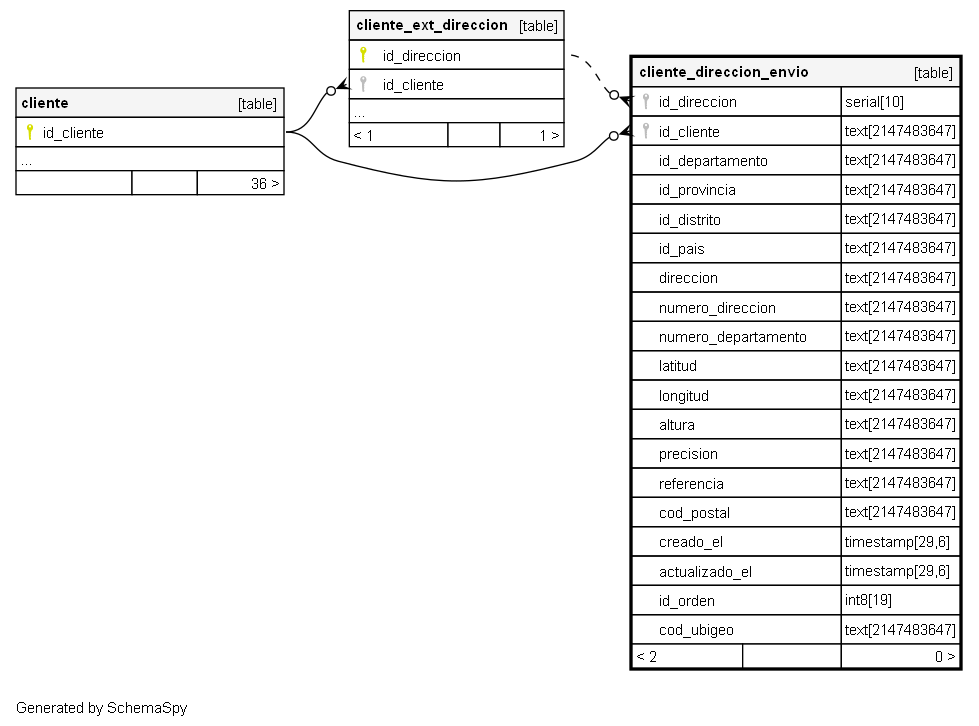 cliente_ext_direccion [table]
id_direccion
id_cliente
...
< 1 1 >
cliente [table]
id_cliente
...
36 >
cliente_direccion_envio [table]
id_direccion serial[10]
id_cliente text[2147483647]
id_departamento text[2147483647]
id_provincia text[2147483647]
id_distrito text[2147483647]
id_pais text[2147483647]
direccion text[2147483647]
numero_direccion text[2147483647]
numero_departamento text[2147483647]
latitud text[2147483647]
longitud text[2147483647]
altura text[2147483647]
precision text[2147483647]
referencia text[2147483647]
cod_postal text[2147483647]
creado_el timestamp[29,6]
actualizado_el timestamp[29,6]
id_orden int8[19]
cod_ubigeo text[2147483647]
< 2 0 >
Generated by SchemaSpy